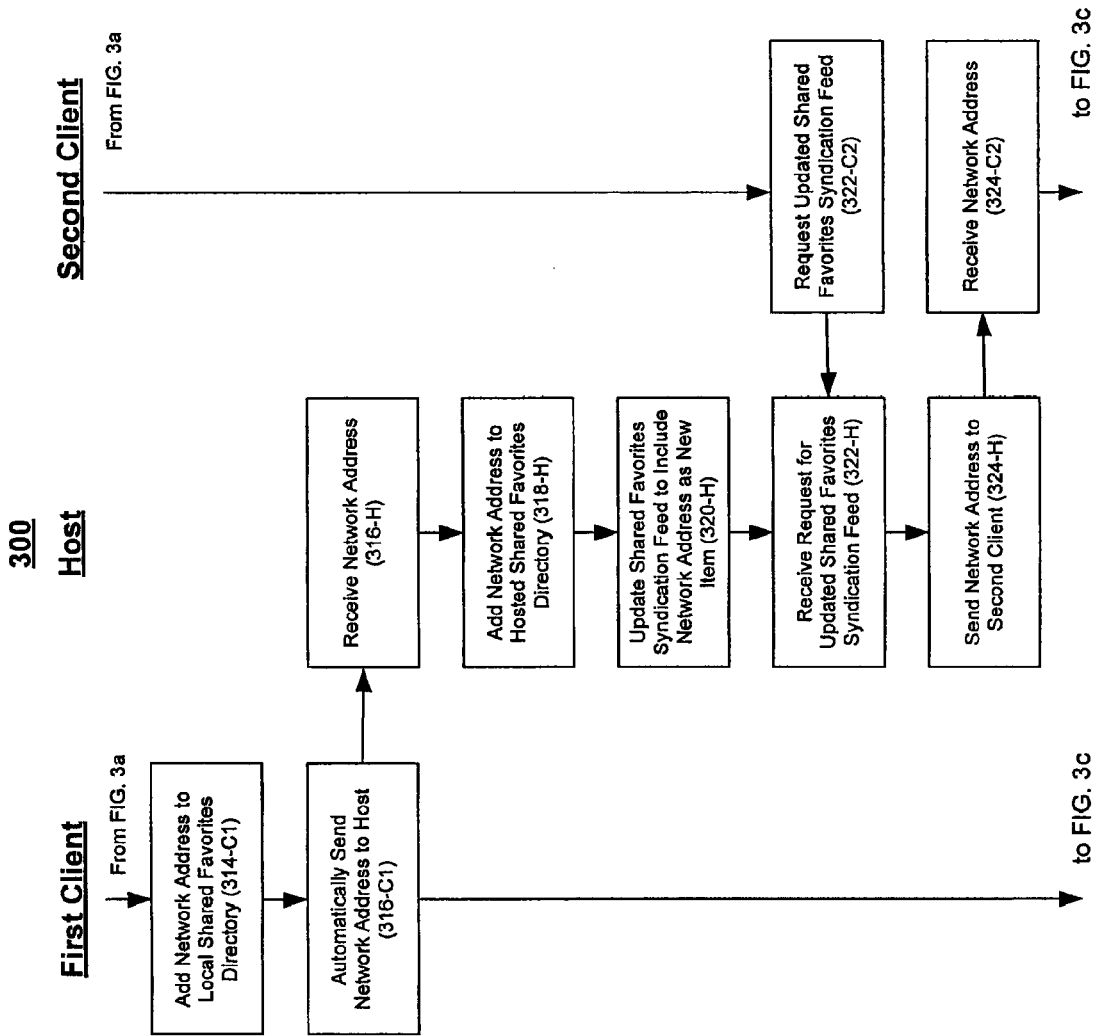 300
First Client
Host
Second Client
From FIG. 3a
From FIG. 3a
Add Network Address to
Local Shared Favorites
Directory (314-C1)
Automatically Send
Network Address to Host
(316-C1)
Receive Network Address
(316-H)
Add Network Address to
Hosted Shared Favorites
Directory (318-H)
Update Shared Favorites
Syndication Feed to Include
Network Address as New
Item (320-H)
Request Updated Shared
Favorites Syndication Feed
(322-C2)
Receive Request for
Updated Shared Favorites
Syndication Feed (322-H)
Send Network Address to
Second Client (324-H)
Receive Network Address
(324-C2)
to FIG. 3c
to FIG. 3c